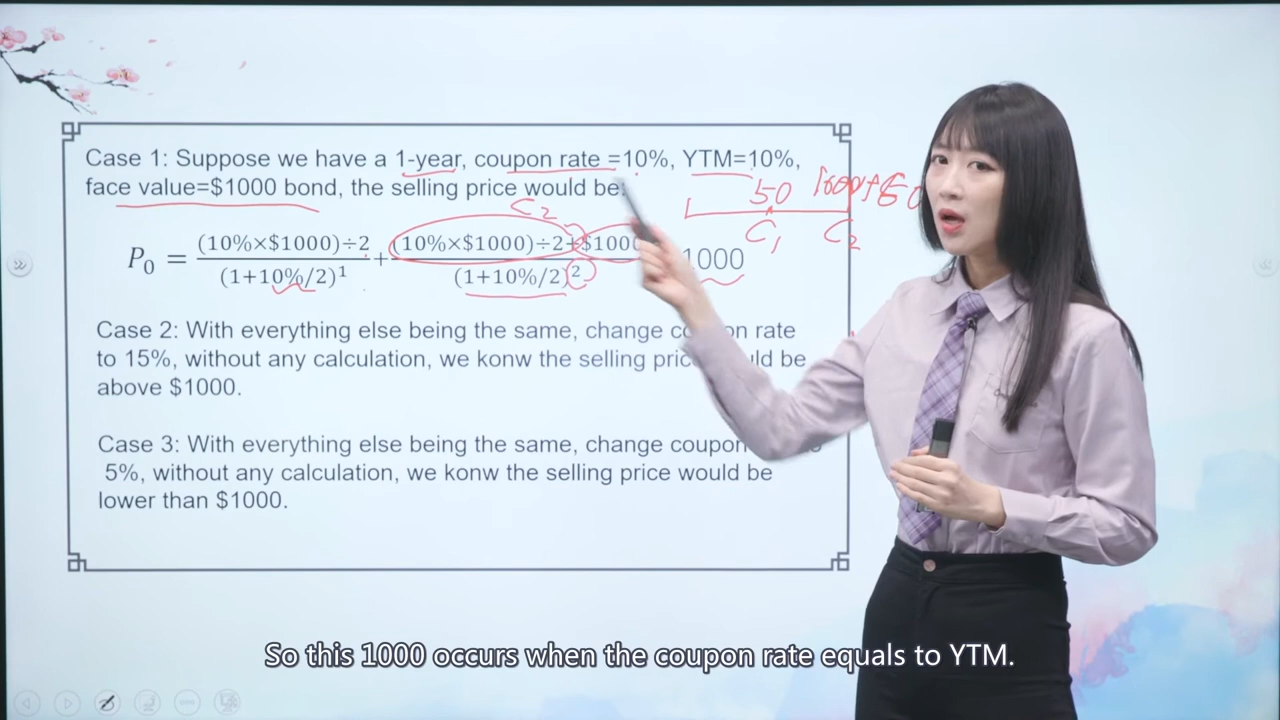 Case 1: Suppose we have a 1-year, coupon rate =10%, YTM=10%,
face value=$1000 bond, the selling price would be:
50
C2
C1
C2
P0 = (10%×$1000)÷2 / (1+10%/2)^1 + (10%×$1000)÷2+$1000 / (1+10%/2)^2 1000
Case 2: With everything else being the same, change coupon rate
to 15%, without any calculation, we konw the selling price would be
above $1000.
Case 3: With everything else being the same, change coupon
5%, without any calculation, we konw the selling price would be
lower than $1000.
So this 1000 occurs when the coupon rate equals to YTM.